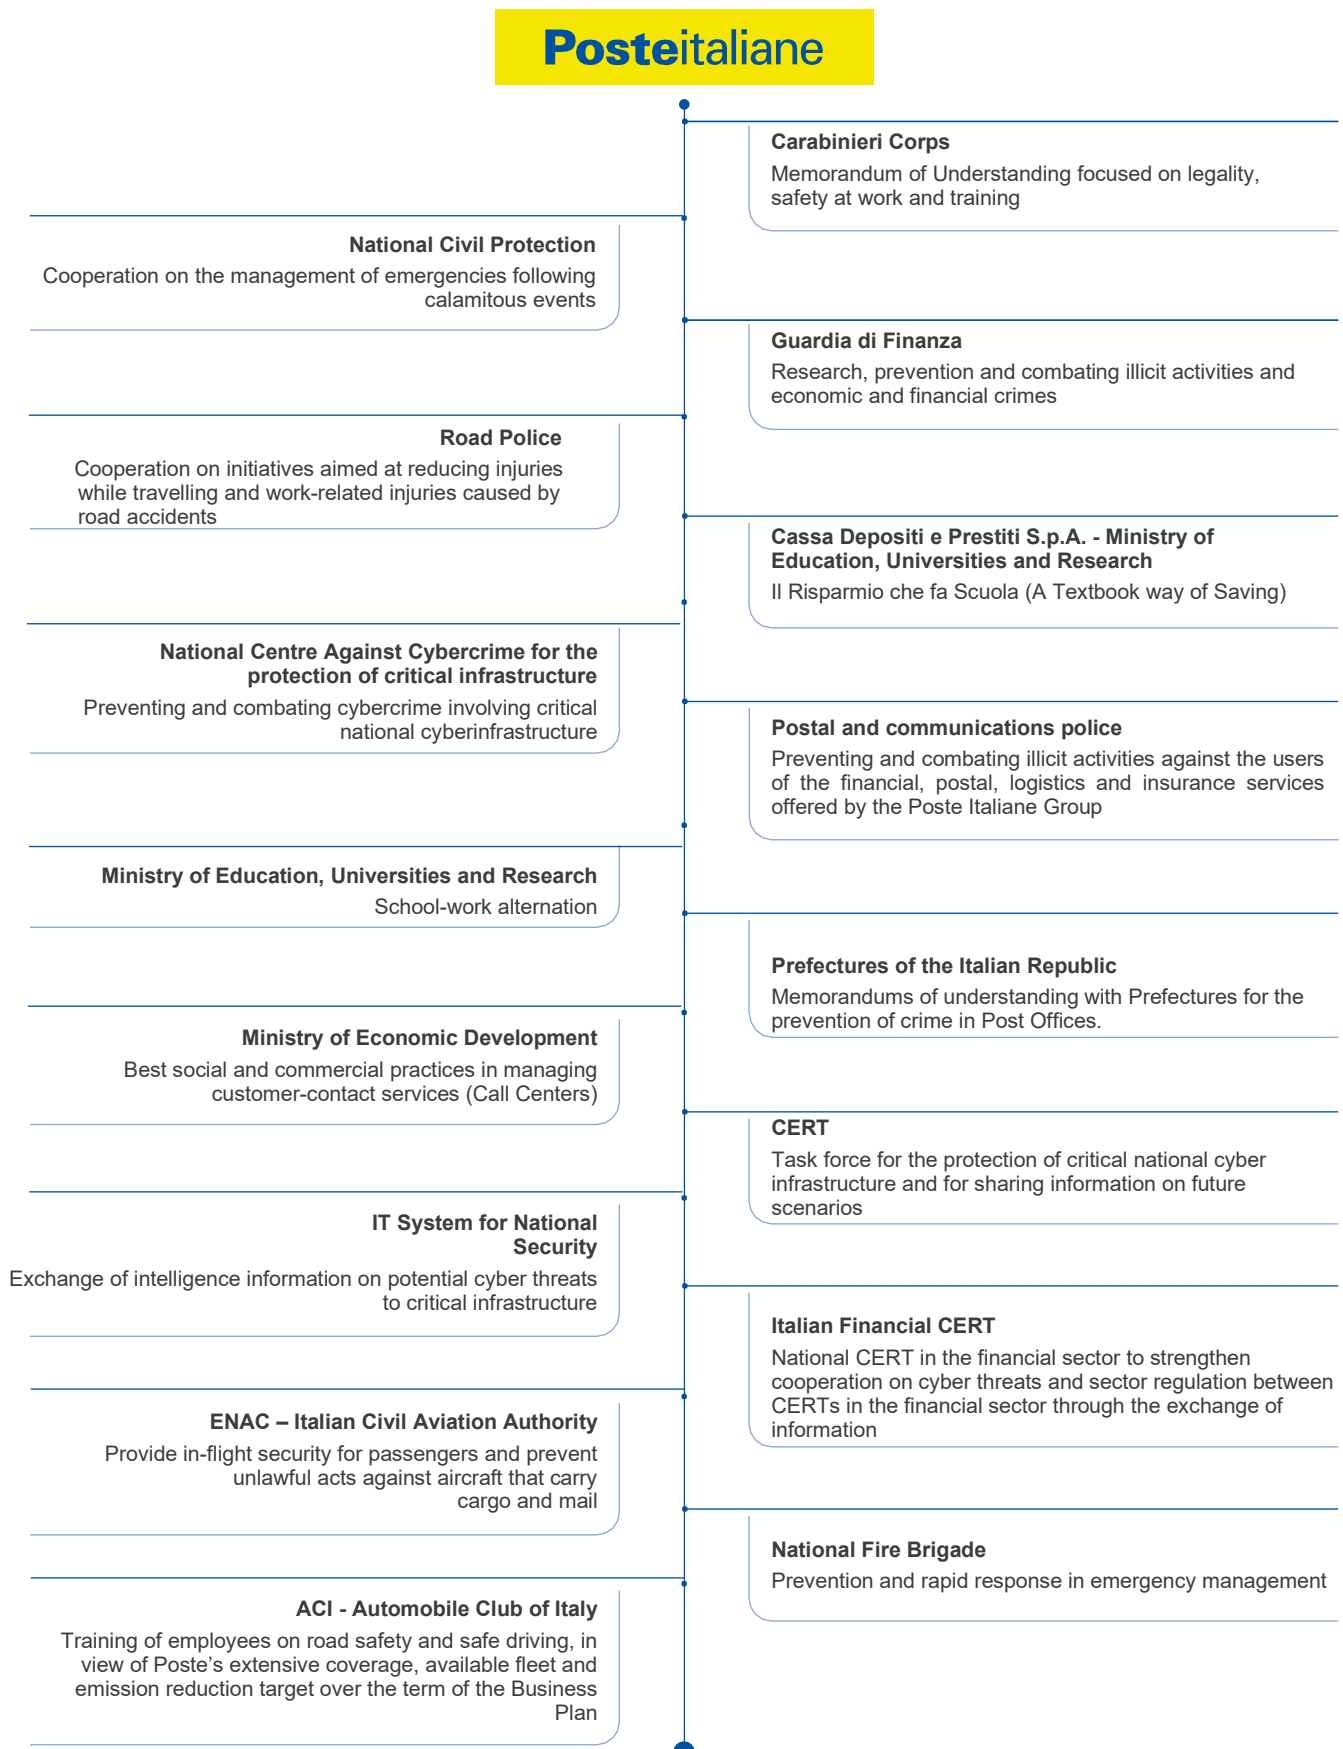 Posteitaliane
Carabinieri Corps
Memorandum of Understanding focused on legality,
safety at work and training
National Civil Protection
Cooperation on the management of emergencies following
calamitous events
Guardia di Finanza
Research, prevention and combating illicit activities and
economic and financial crimes
Road Police
Cooperation on initiatives aimed at reducing injuries
while travelling and work-related injuries caused by
road accidents
Cassa Depositi e Prestiti S.p.A. - Ministry of
Education, Universities and Research
Il Risparmio che fa Scuola (A Textbook way of Saving)
National Centre Against Cybercrime for the
protection of critical infrastructure
Preventing and combating cybercrime involving critical
national cyberinfrastructure
Postal and communications police
Preventing and combating illicit activities against the users
of the financial, postal, logistics and insurance services
offered by the Poste Italiane Group
Ministry of Education, Universities and Research
School-work alternation
Prefectures of the Italian Republic
Memorandums of understanding with Prefectures for the
prevention of crime in Post Offices.
Ministry of Economic Development
Best social and commercial practices in managing
customer-contact services (Call Centers)
CERT
Task force for the protection of critical national cyber
infrastructure and for sharing information on future
scenarios
IT System for National
Security
Exchange of intelligence information on potential cyber threats
to critical infrastructure
Italian Financial CERT
National CERT in the financial sector to strengthen
cooperation on cyber threats and sector regulation between
CERTs in the financial sector through the exchange of
information
ENAC – Italian Civil Aviation Authority
Provide in-flight security for passengers and prevent
unlawful acts against aircraft that carry
cargo and mail
National Fire Brigade
Prevention and rapid response in emergency management
ACI - Automobile Club of Italy
Training of employees on road safety and safe driving, in
view of Poste’s extensive coverage, available fleet and
emission reduction target over the term of the Business
Plan